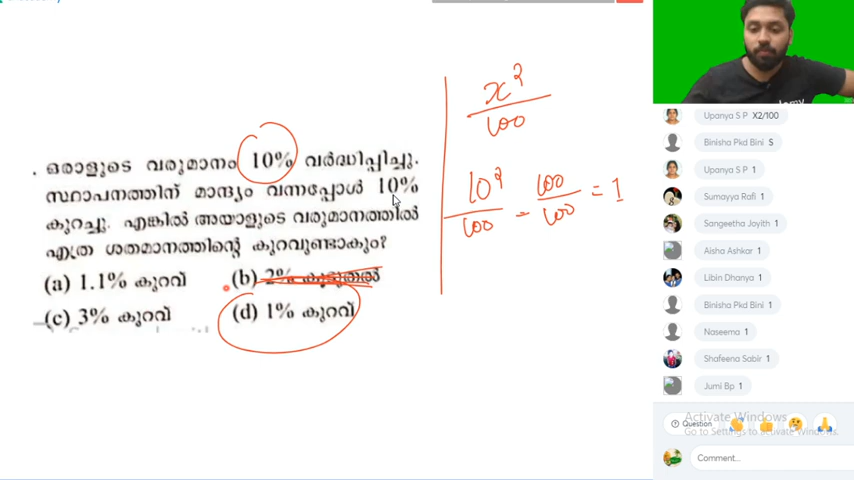 . ഒരാളുടെ വരുമാനം 10% വർദ്ധിപ്പിച്ചു.
സ്ഥാപനത്തിന് മാന്ദ്യം വന്നപ്പോൾ 10%
കുറച്ചു. എങ്കിൽ അയാളുടെ വരുമാനത്തിൽ
എത്ര ശതമാനത്തിന്റെ കുറവുണ്ടാകും?
(a) 1.1% കുറവ് (b) 2% കൂടുതൽ
(c) 3% കുറവ് (d) 1% കുറവ്
x²
100
10² 100 = 1
100 = 100
Upanya S P X2/100
Binisha Pkd Bini S
Upanya S P 1
Sumayya Rafi 1
Sangeetha Joyith 1
Aisha Ashkar 1
Libin Dhanya 1
Binisha Pkd Bini 1
Naseema 1
Shafeena Sabir 1
Jumi Bp 1
Activate Windows
Question
Go to Settings to activate Windows.
Comment...